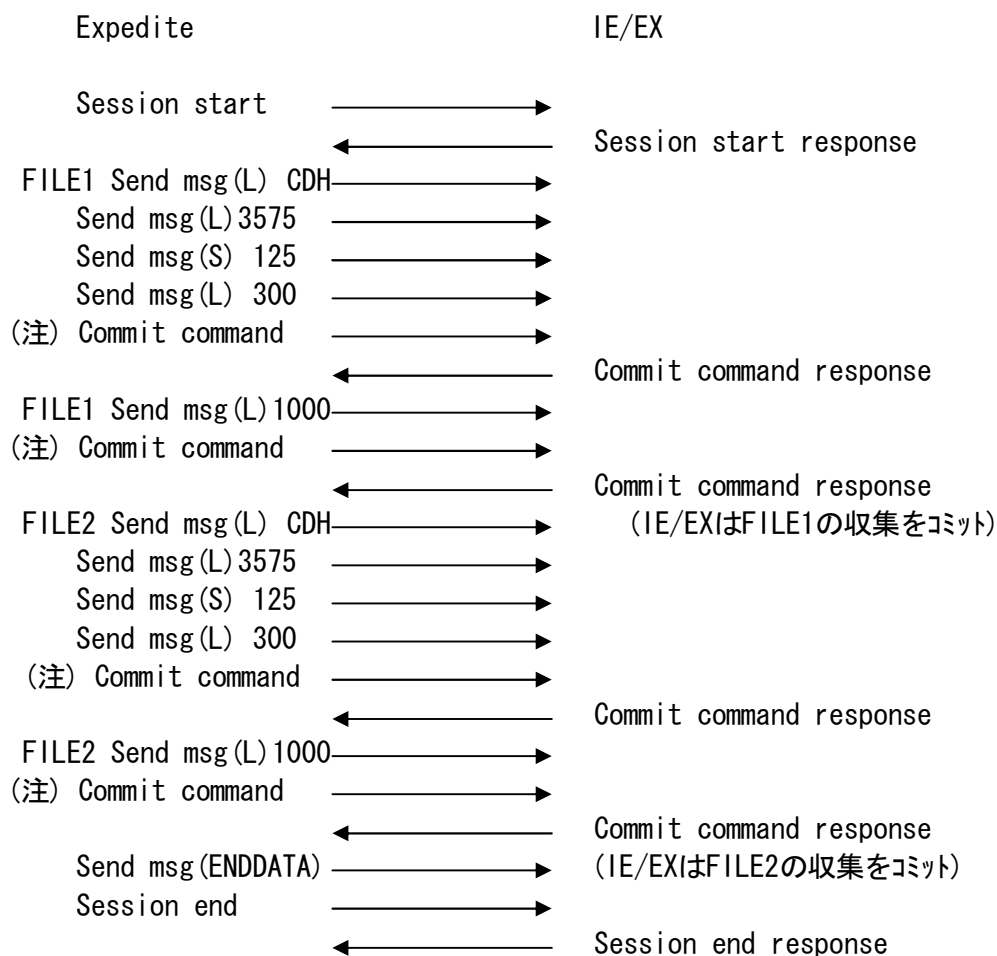 Expedite IE/EX
Session start
Session start response
FILE1 Send msg(L) CDH
Send msg(L)3575
Send msg(S) 125
Send msg(L) 300
(注) Commit command
Commit command response
FILE1 Send msg(L)1000
(注) Commit command
Commit command response
FILE2 Send msg(L) CDH (IE/EXはFILE1の収集をｺﾐｯﾄ)
Send msg(L)3575
Send msg(S) 125
Send msg(L) 300
(注) Commit command
Commit command response
FILE2 Send msg(L)1000
(注) Commit command
Commit command response
Send msg(ENDDATA) (IE/EXはFILE2の収集をｺﾐｯﾄ)
Session end
Session end response